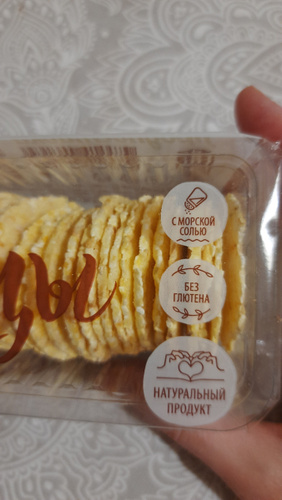 С МОРСКОЙ
СОЛЬЮ
БЕЗ
ГЛЮТЕНА
НАТУРАЛЬНЫЙ
ПРОДУКТ